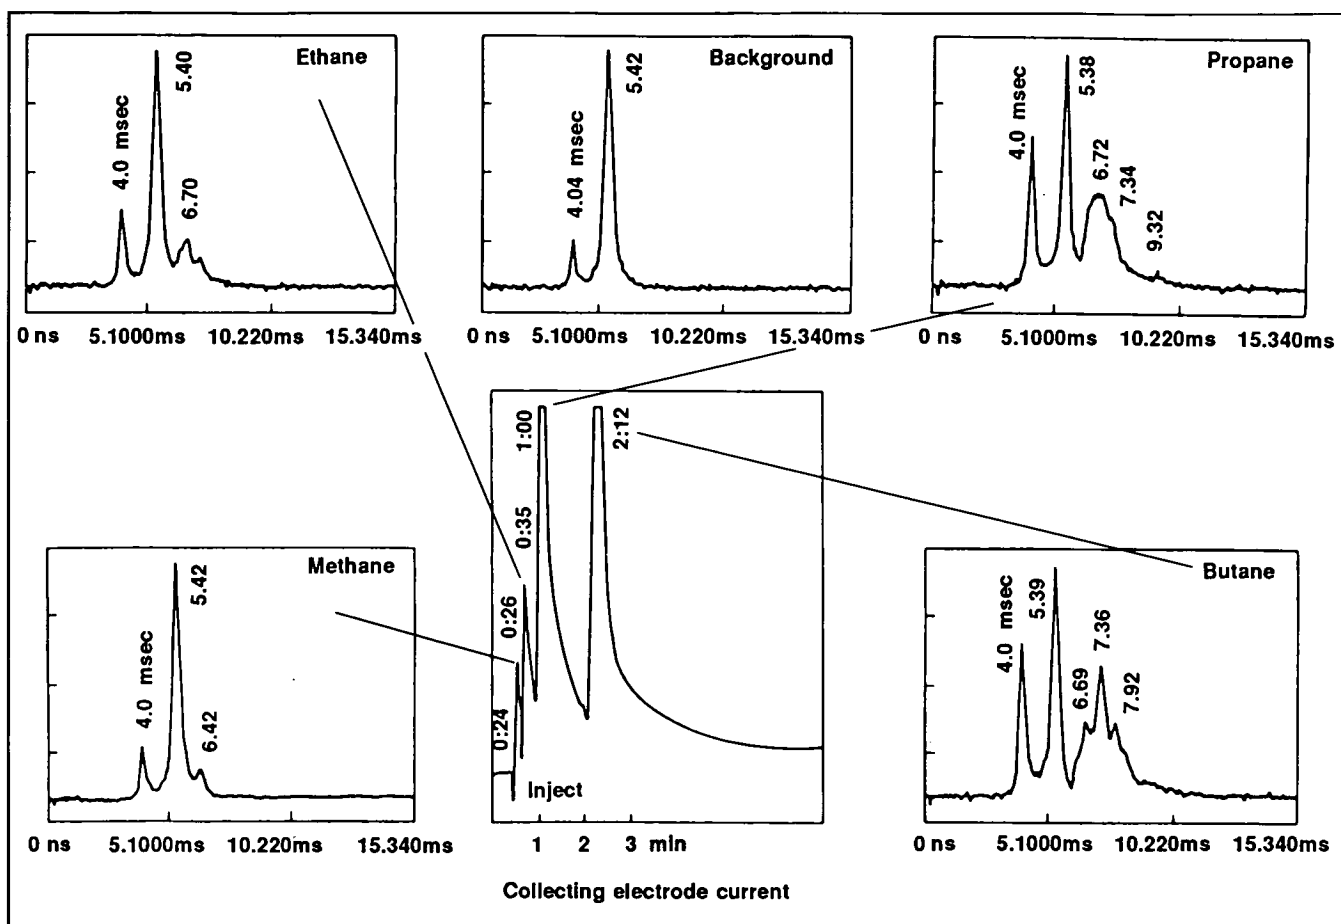 Ethane
4.0 msec
5.40
6.70
0 ns 5.1000ms 10.220ms 15.340ms
Background
4.04 msec
5.42
0 ns 5.1000ms 10.220ms 15.340ms
Propane
4.0 msec
5.38
6.72
7.34
9.32
0 ns 5.1000ms 10.220ms 15.340ms
Methane
4.0 msec
5.42
6.42
0 ns 5.1000ms 10.220ms 15.340ms
0:24
0:26
0:35
1:00
2:12
Inject
1 2 3 min
Collecting electrode current
Butane
4.0 msec
5.39
6.69
7.36
7.92
0 ns 5.1000ms 10.220ms 15.340ms